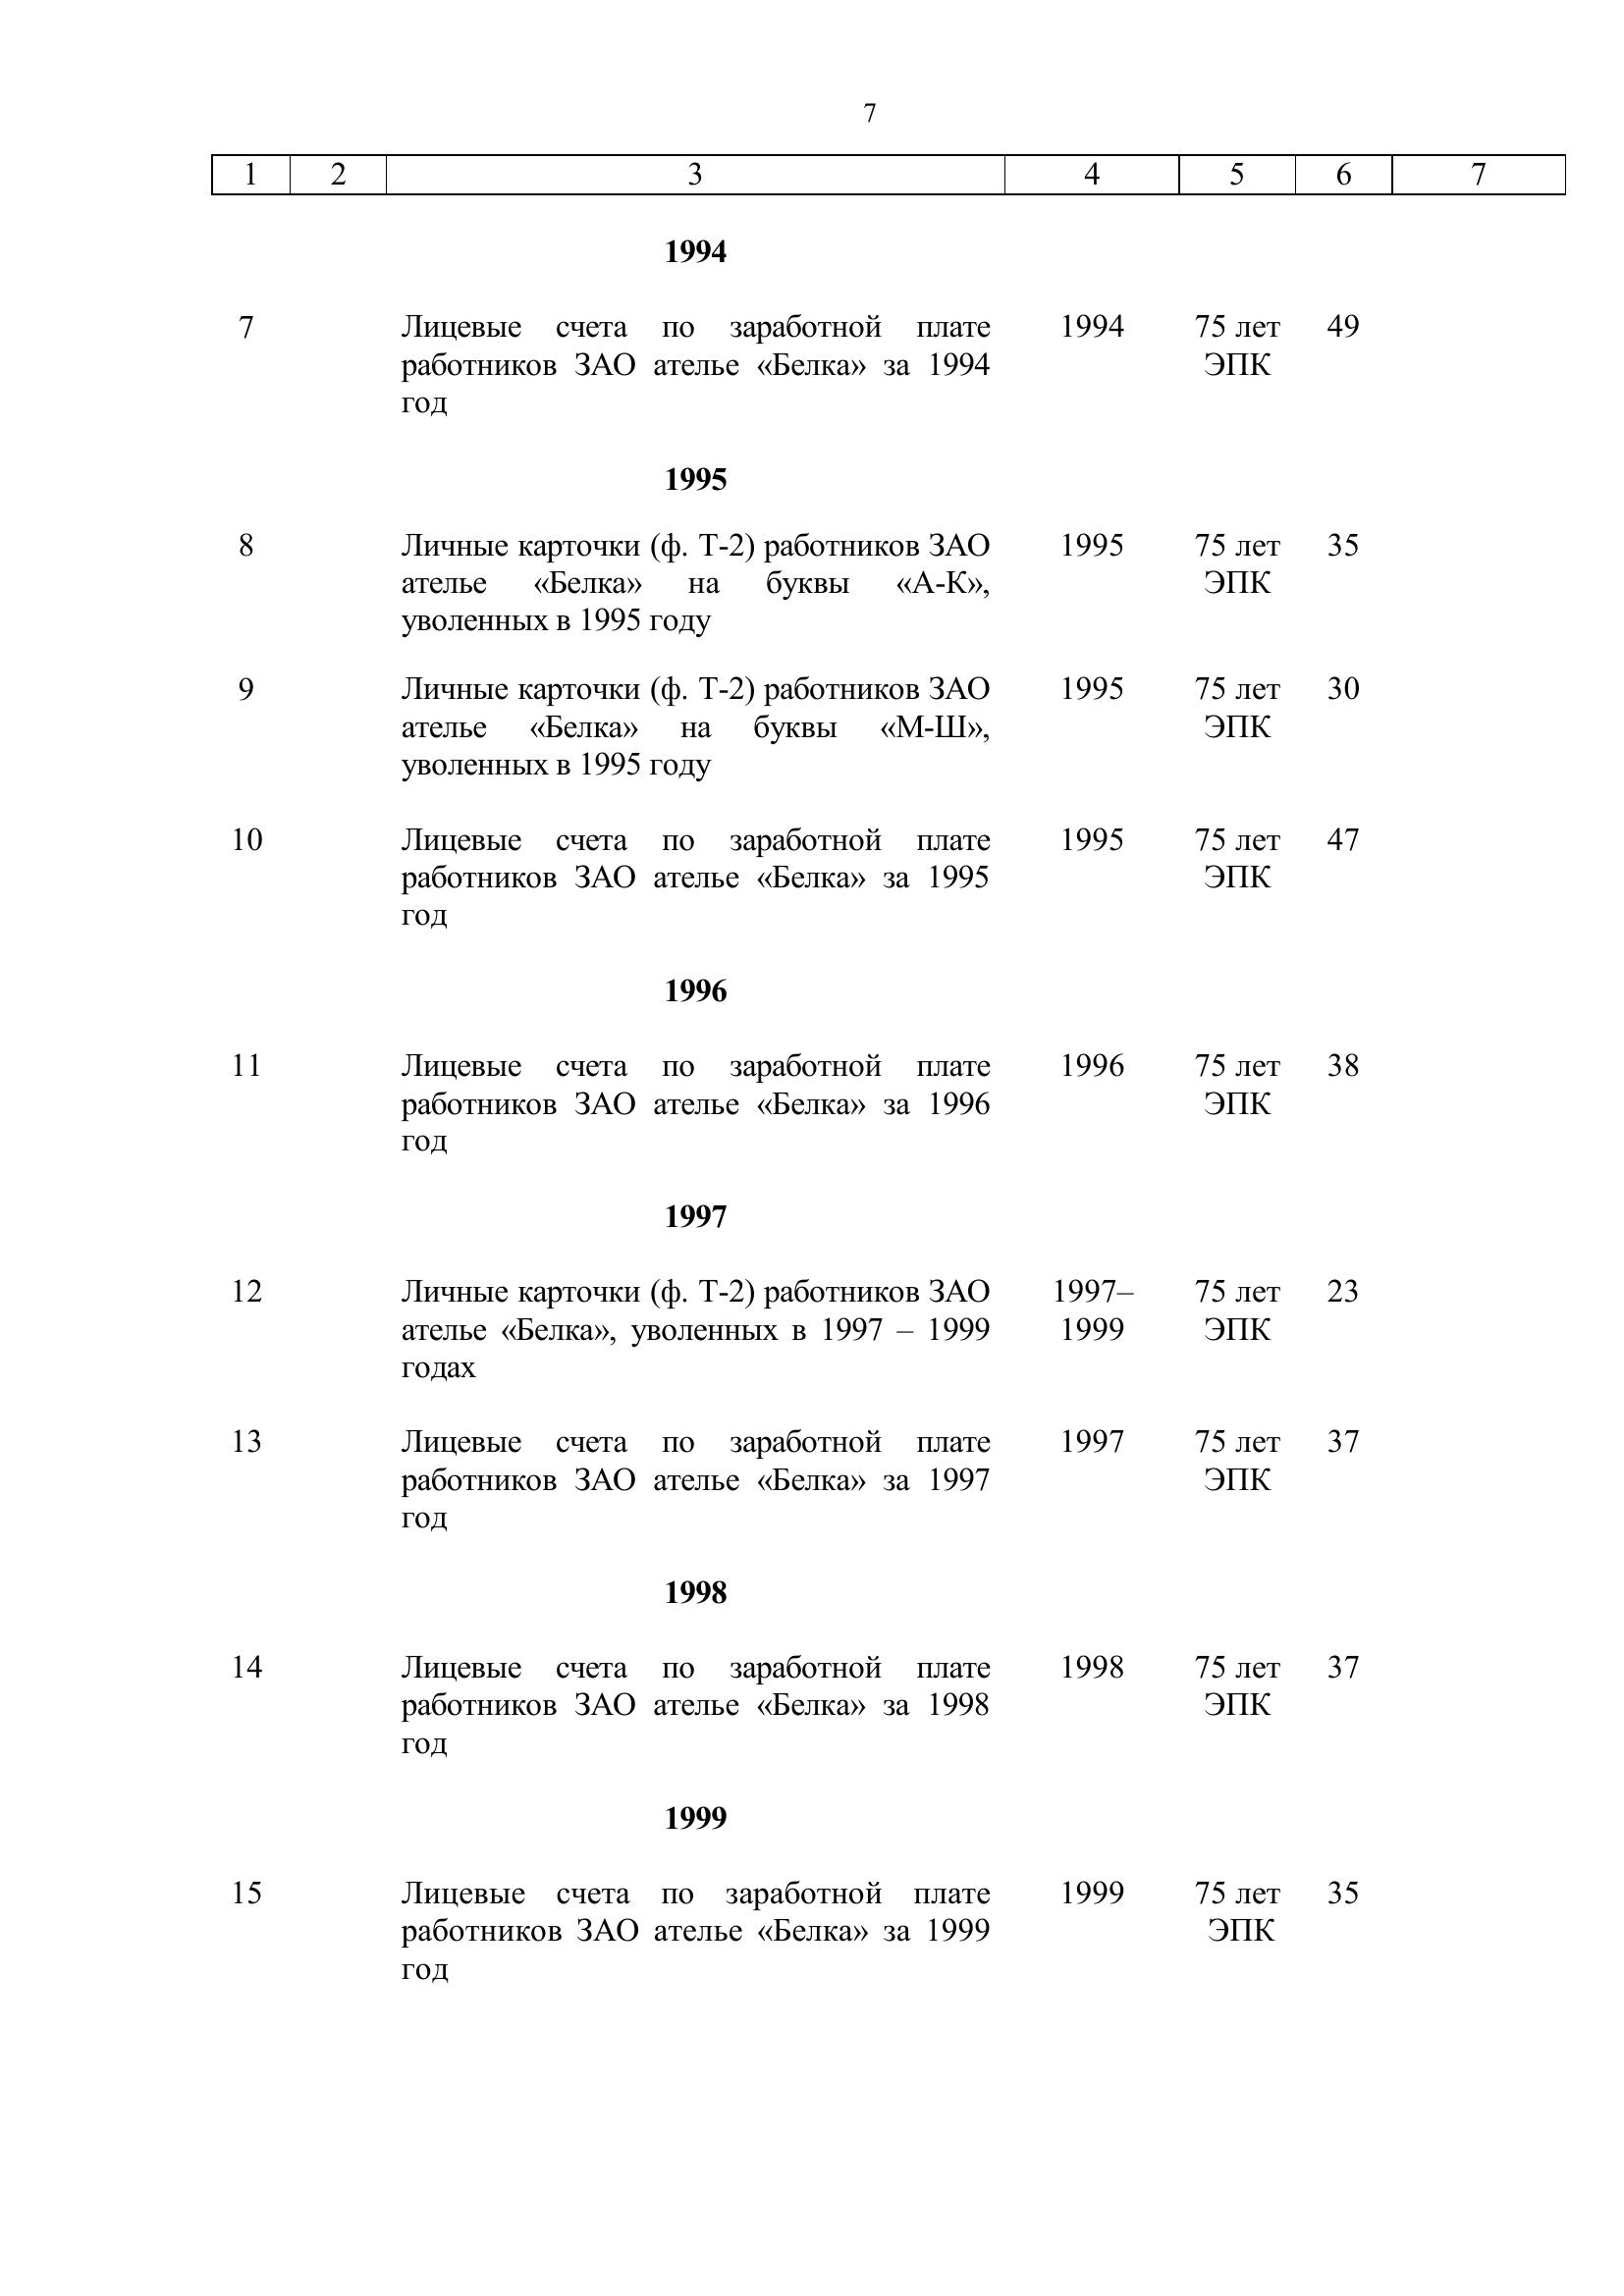 7
1 2 3 4 5 6 7
1994
7 Лицевые счета по заработной плате 1994 75 лет 49
работников ЗАО ателье «Белка» за 1994 ЭПК
год
1995
8 Личные карточки (ф. Т-2) работников ЗАО 1995 75 лет 35
ателье «Белка» на буквы «А-К», ЭПК
уволенных в 1995 году
9 Личные карточки (ф. Т-2) работников ЗАО 1995 75 лет 30
ателье «Белка» на буквы «М-Ш», ЭПК
уволенных в 1995 году
10 Лицевые счета по заработной плате 1995 75 лет 47
работников ЗАО ателье «Белка» за 1995 ЭПК
год
1996
11 Лицевые счета по заработной плате 1996 75 лет 38
работников ЗАО ателье «Белка» за 1996 ЭПК
год
1997
12 Личные карточки (ф. Т-2) работников ЗАО 1997– 75 лет 23
ателье «Белка», уволенных в 1997 – 1999 1999 ЭПК
годах
13 Лицевые счета по заработной плате 1997 75 лет 37
работников ЗАО ателье «Белка» за 1997 ЭПК
год
1998
14 Лицевые счета по заработной плате 1998 75 лет 37
работников ЗАО ателье «Белка» за 1998 ЭПК
год
1999
15 Лицевые счета по заработной плате 1999 75 лет 35
работников ЗАО ателье «Белка» за 1999 ЭПК
год